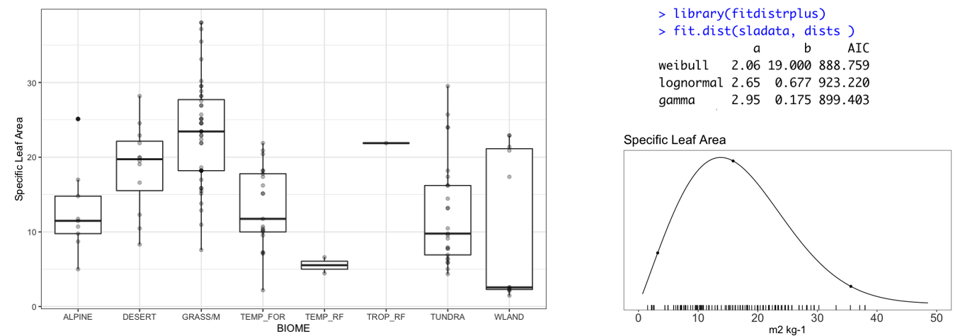 > library(fitdistrplus)
> fit.dist(sladata, dists )
a b AIC
weibull 2.06 19.000 888.759
lognormal 2.65 0.677 923.220
gamma 2.95 0.175 899.403
Specific Leaf Area
30
20
10
0
ALPINE DESERT GRASS/M TEMP_FOR TEMP_RF TROP_RF TUNDRA WLAND
BIOME
Specific Leaf Area
0 10 20 30 40 50
m2 kg-1